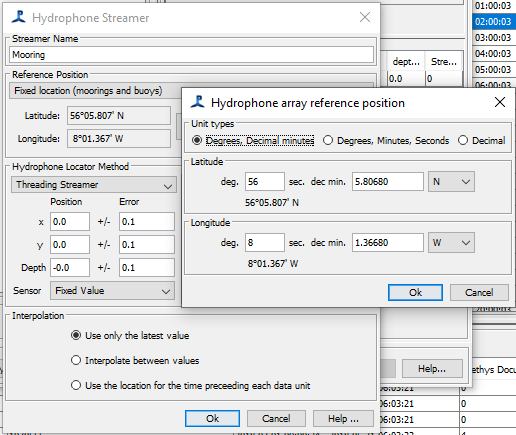 Hydrophone Streamer
Streamer Name
Mooring
Reference Position
Fixed location (moorings and buoys)
Latitude: 56°05.807' N
Longitude: 8°01.367' W
Hydrophone Locator Method
Threading Streamer
Position Error
x 0.0 +/- 0.1
y 0.0 +/- 0.1
Depth -0.0 +/- 0.1
Sensor Fixed Value
Interpolation
Use only the latest value
Interpolate between values
Use the location for the time preceeding each data unit
Ok Cancel Help ...
dept... Stre...
0.0 0
01:00:03
02:00:03
03:00:03
04:00:03
05:00:03
06:00:03
Hydrophone array reference position
Unit types
Degrees, Decimal minutes Degrees, Minutes, Seconds Decimal
Latitude
deg. 56 sec. dec min. 5.80680 N
56°05.807' N
Longitude
deg. 8 sec. dec min. 1.36680 W
8°01.367' W
Ok Cancel
Help...
ethys Docu
06:03:21 0
06:03:21 0
06:03:21 0